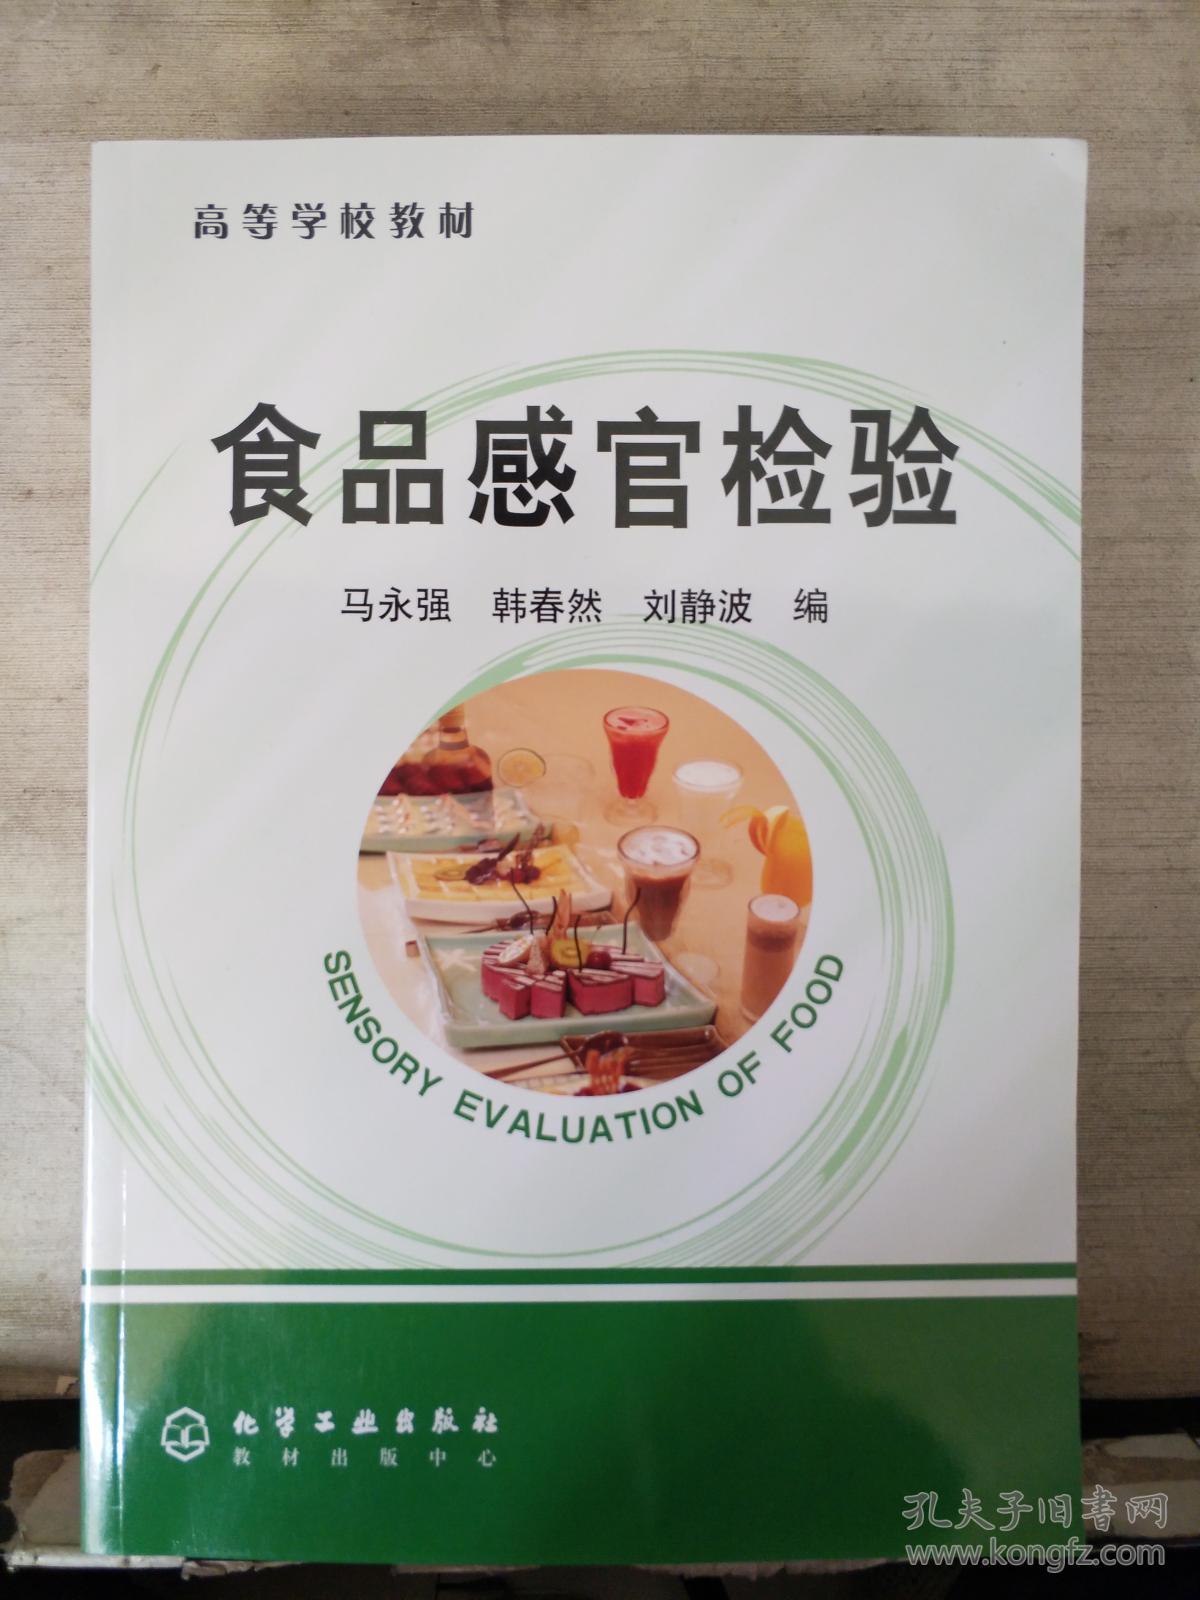 高等学校教材
食品感官检验
马永强 韩春然 刘静波 编
SENSORY EVALUATION OF FOOD
化学工业出版社
教材出版中心
孔夫子旧书网
www.kongfz.com